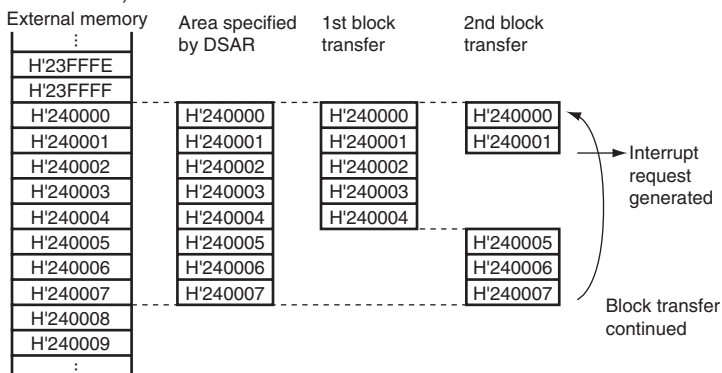 External memory
Area specified
by DSAR
1st block
transfer
2nd block
transfer
⋮
H'23FFFE
H'23FFFF
H'240000
H'240001
H'240002
H'240003
H'240004
H'240005
H'240006
H'240007
H'240008
H'240009
⋮
H'240000
H'240001
H'240002
H'240003
H'240004
H'240005
H'240006
H'240007
H'240000
H'240001
H'240002
H'240003
H'240004
H'240000
H'240001
H'240005
H'240006
H'240007
Interrupt
request
generated
Block transfer
continued